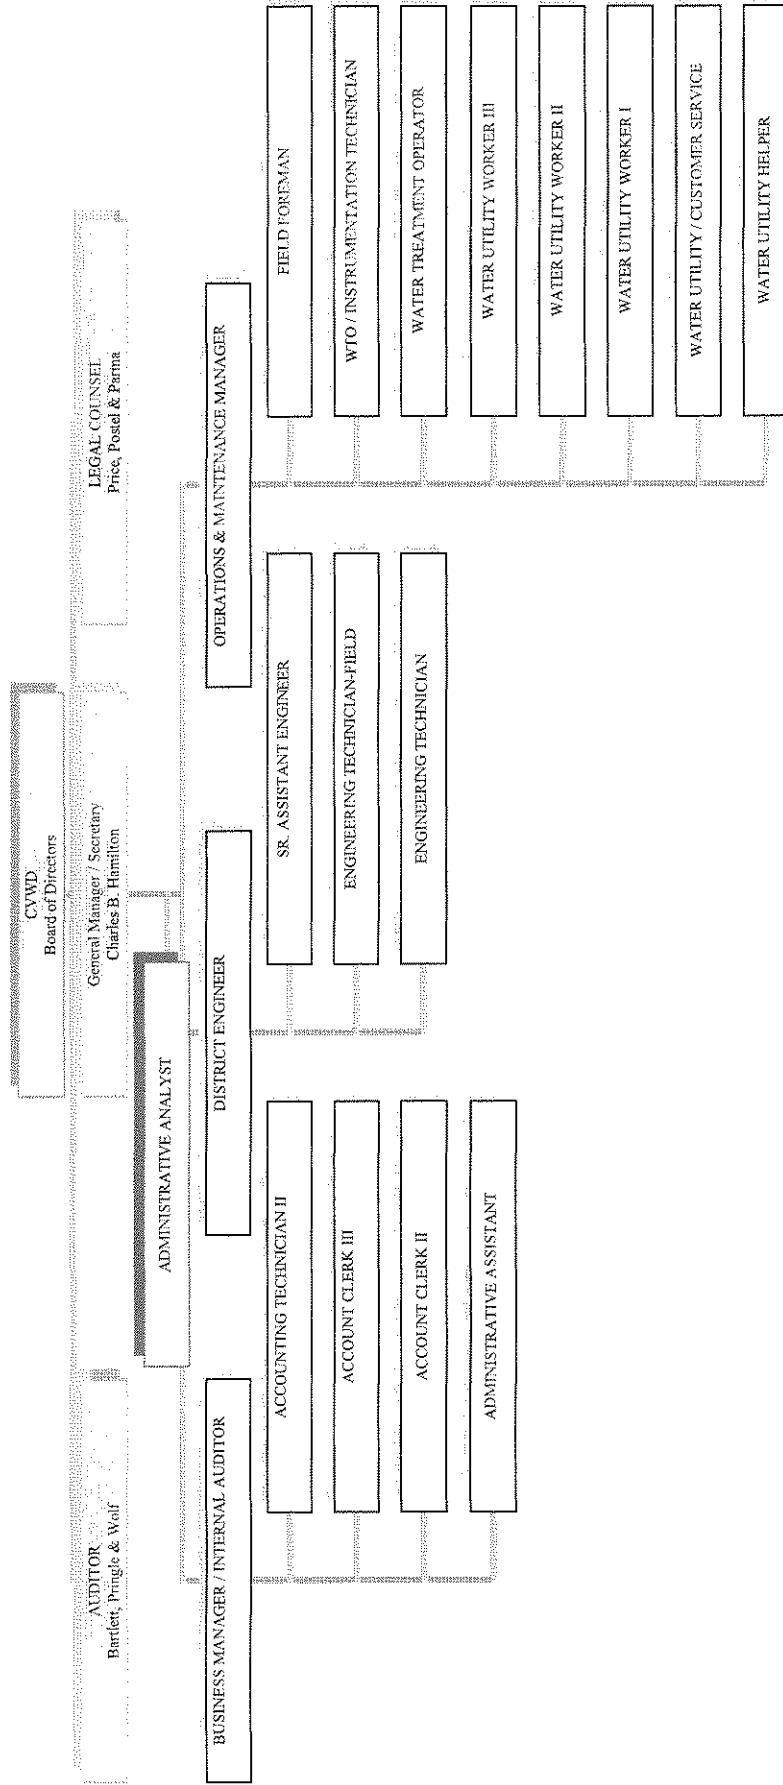 CVWD
Board of Directors
AUDITOR
Bartlett, Pringle & Wolf
General Manager / Secretary
Charles B. Hamilton
LEGAL COUNSEL
Price, Postel & Parma
ADMINISTRATIVE ANALYST
BUSINESS MANAGER / INTERNAL AUDITOR
ACCOUNTING TECHNICIAN II
ACCOUNT CLERK III
ACCOUNT CLERK II
ADMINISTRATIVE ASSISTANT
DISTRICT ENGINEER
SR. ASSISTANT ENGINEER
ENGINEERING TECHNICIAN-FIELD
ENGINEERING TECHNICIAN
OPERATIONS & MAINTENANCE MANAGER
FIELD FOREMAN
WTO / INSTRUMENTATION TECHNICIAN
WATER TREATMENT OPERATOR
WATER UTILITY WORKER III
WATER UTILITY WORKER II
WATER UTILITY WORKER I
WATER UTILITY / CUSTOMER SERVICE
WATER UTILITY HELPER